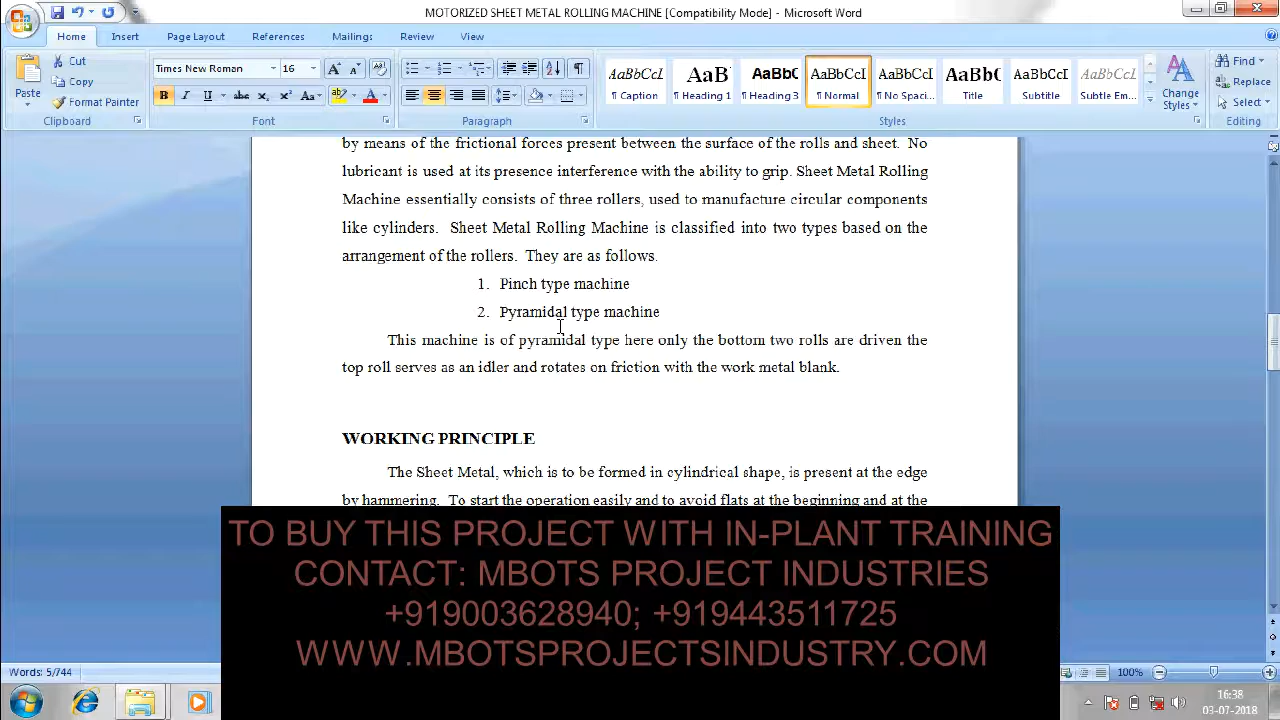 MOTORIZED SHEET METAL ROLLING MACHINE [Compatibility Mode] - Microsoft Word
Home Insert Page Layout References Mailings Review View
Paste
Cut
Copy
Format Painter
Clipboard
Times New Roman 16
B I U abc x₂ x² Aa
Font
Paragraph
AaBbCcI AaB AaBbC AaBbCcI AaBbCcI AaBbC AaBbCcI AaBbCcI
¶ Caption ¶ Heading 1 ¶ Heading 3 ¶ Normal ¶ No Spaci... Title Subtitle Subtle Em...
Change Styles
Styles
Find
Replace
Select
Editing
by means of the frictional forces present between the surface of the rolls and sheet. No
lubricant is used at its presence interference with the ability to grip. Sheet Metal Rolling
Machine essentially consists of three rollers, used to manufacture circular components
like cylinders. Sheet Metal Rolling Machine is classified into two types based on the
arrangement of the rollers. They are as follows.
1. Pinch type machine
2. Pyramidal type machine
This machine is of pyramidal type here only the bottom two rolls are driven the
top roll serves as an idler and rotates on friction with the work metal blank.
WORKING PRINCIPLE
The Sheet Metal, which is to be formed in cylindrical shape, is present at the edge
by hammering. To start the operation easily and to avoid flats at the beginning and at the
TO BUY THIS PROJECT WITH IN-PLANT TRAINING
CONTACT: MBOTS PROJECT INDUSTRIES
+919003628940; +919443511725
WWW.MBOTSPROJECTSINDUSTRY.COM
Words: 5/744
100%
16:38
03-07-2018